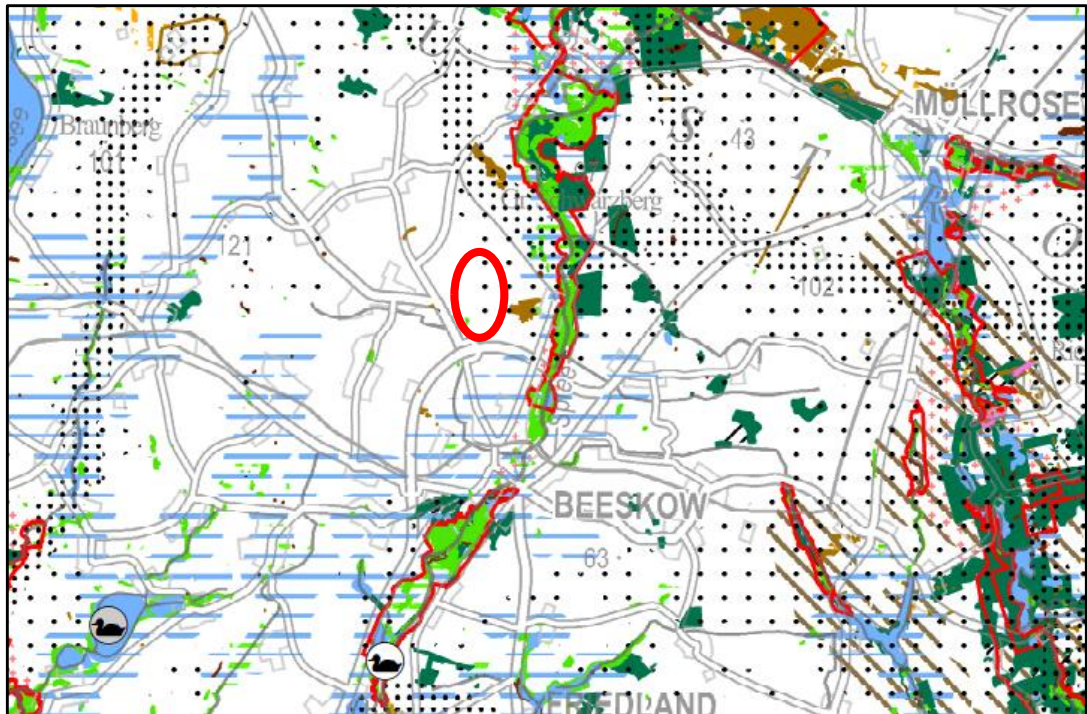 MÜLLROSE
Braunberg
101
43
S
T
Gr. Schwarzberg
121
102
O
Spree
BEESKOW
63
FRIEDLAND